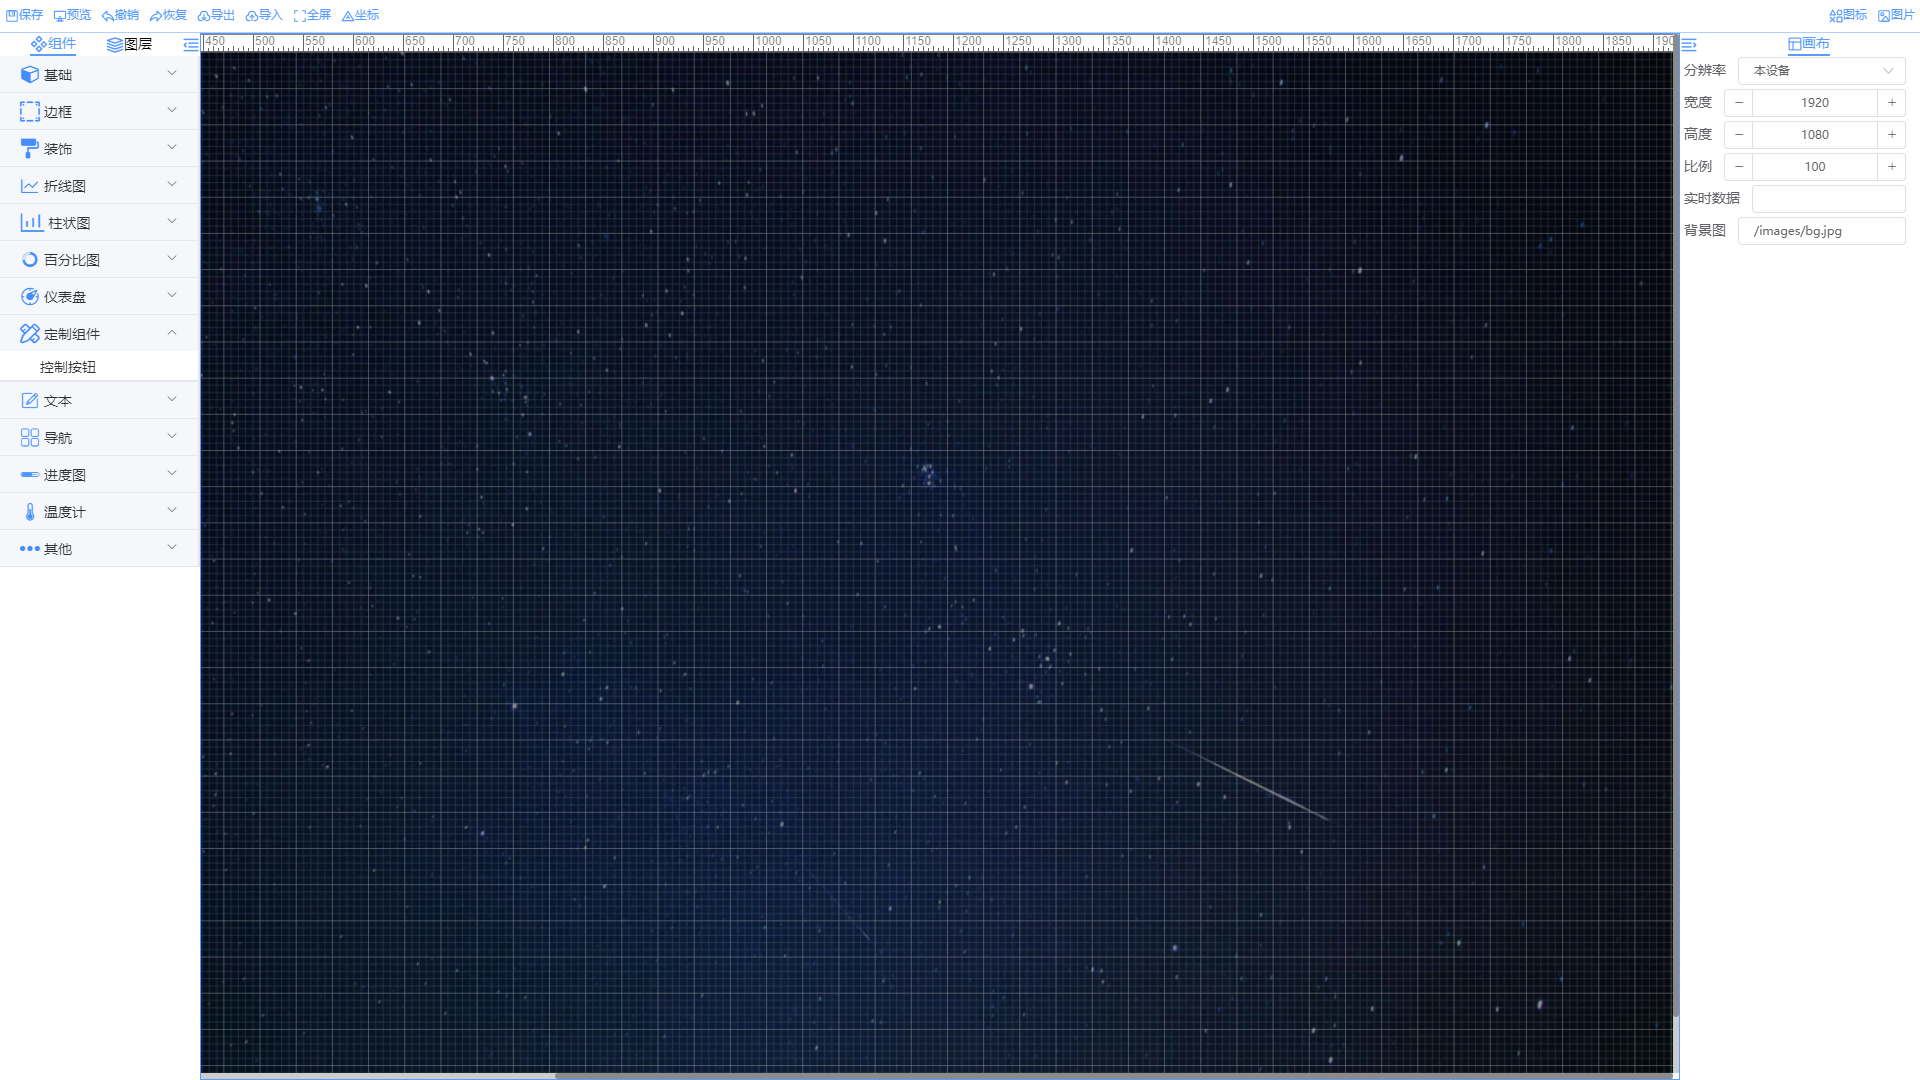 保存 预览 撤销 恢复 导出 导入 全屏 坐标 图标 图片
组件 图层
450 500 550 600 650 700 750 800 850 900 950 1000 1050 1100 1150 1200 1250 1300 1350 1400 1450 1500 1550 1600 1650 1700 1750 1800 1850 190
画布
基础
边框
装饰
折线图
柱状图
百分比图
仪表盘
定制组件
控制按钮
文本
导航
进度图
温度计
其他
分辨率 本设备
宽度 − 1920 +
高度 − 1080 +
比例 − 100 +
实时数据
背景图 /images/bg.jpg